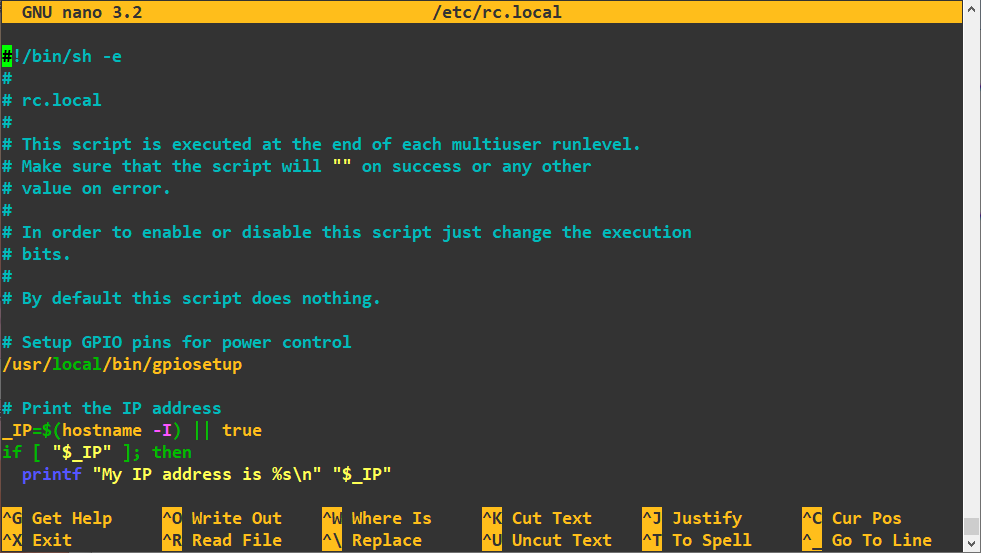 GNU nano 3.2 /etc/rc.local
#!/bin/sh -e
#
# rc.local
#
# This script is executed at the end of each multiuser runlevel.
# Make sure that the script will "" on success or any other
# value on error.
#
# In order to enable or disable this script just change the execution
# bits.
#
# By default this script does nothing.
# Setup GPIO pins for power control
/usr/local/bin/gpiosetup
# Print the IP address
_IP=$(hostname -I) || true
if [ "$_IP" ]; then
  printf "My IP address is %s\n" "$_IP"
^G Get Help ^O Write Out ^W Where Is ^K Cut Text ^J Justify ^C Cur Pos
^X Exit ^R Read File ^\ Replace ^U Uncut Text ^T To Spell ^_ Go To Line